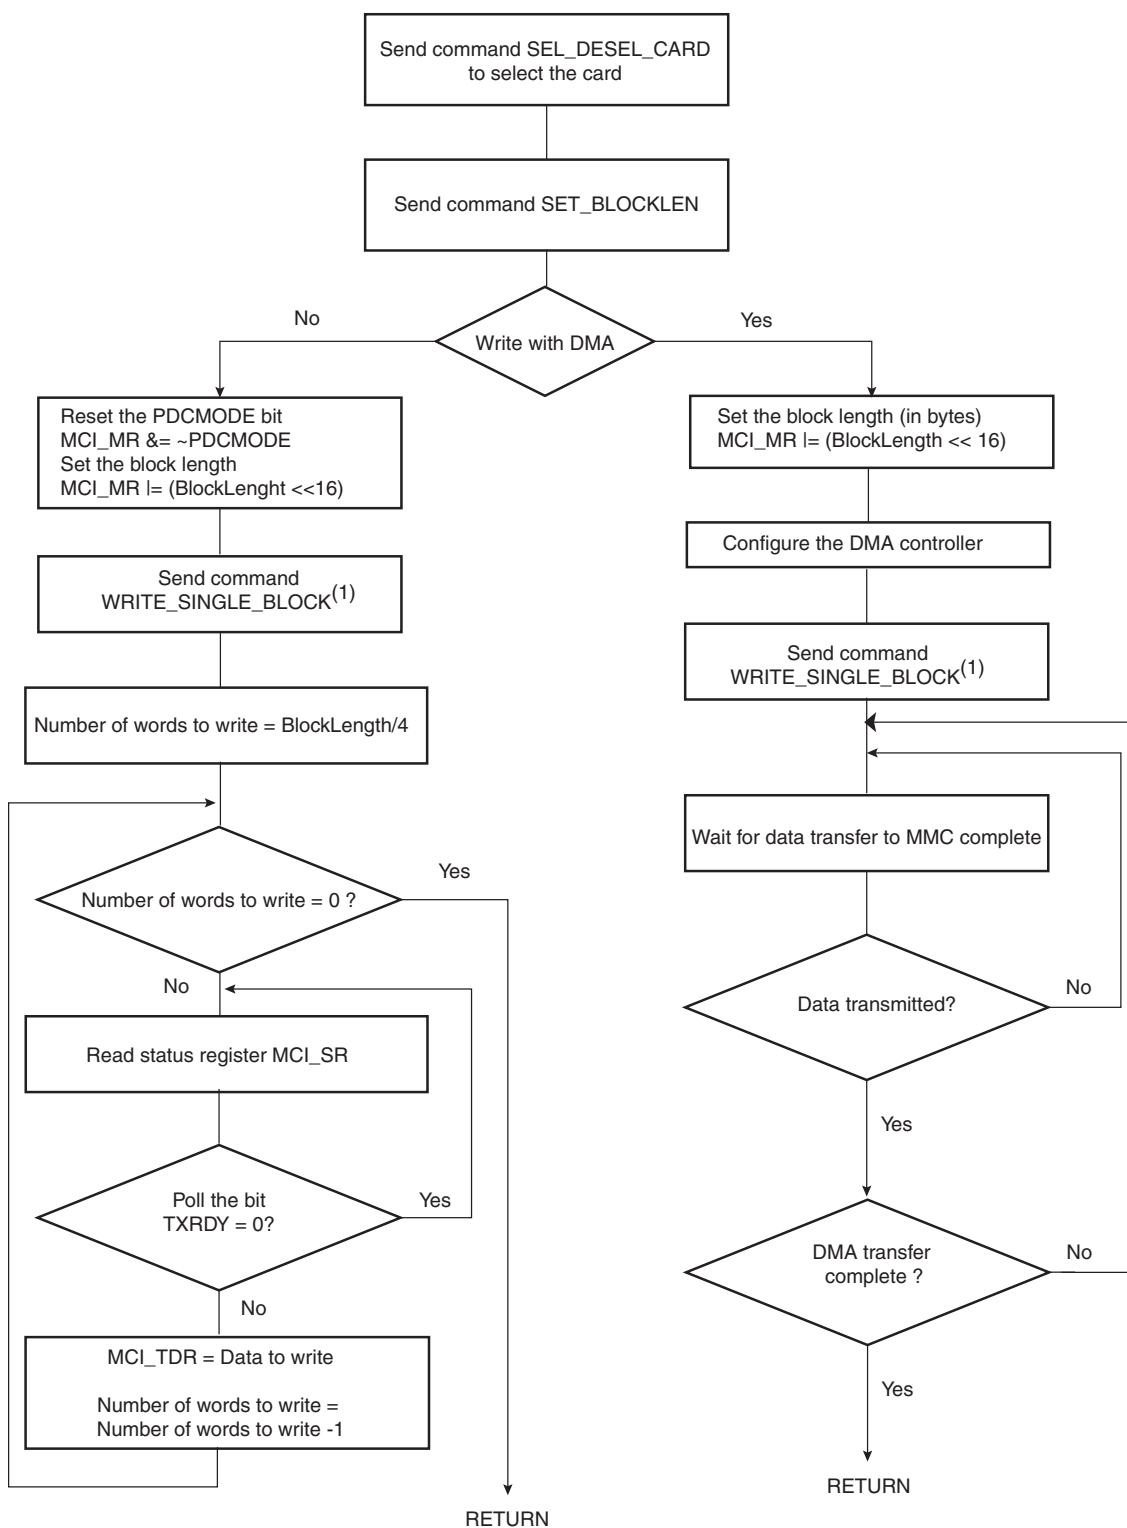 Send command SEL_DESEL_CARD
to select the card
Send command SET_BLOCKLEN
No
Yes
Write with DMA
Reset the PDCMODE bit
MCI_MR &= ~PDCMODE
Set the block length
MCI_MR |= (BlockLenght <<16)
Send command
WRITE_SINGLE_BLOCK(1)
Number of words to write = BlockLength/4
Yes
Number of words to write = 0 ?
No
Read status register MCI_SR
Poll the bit
TXRDY = 0?
Yes
No
MCI_TDR = Data to write
Number of words to write =
Number of words to write -1
RETURN
Set the block length (in bytes)
MCI_MR |= (BlockLength << 16)
Configure the DMA controller
Send command
WRITE_SINGLE_BLOCK(1)
Wait for data transfer to MMC complete
Data transmitted?
No
Yes
DMA transfer
complete ?
No
Yes
RETURN